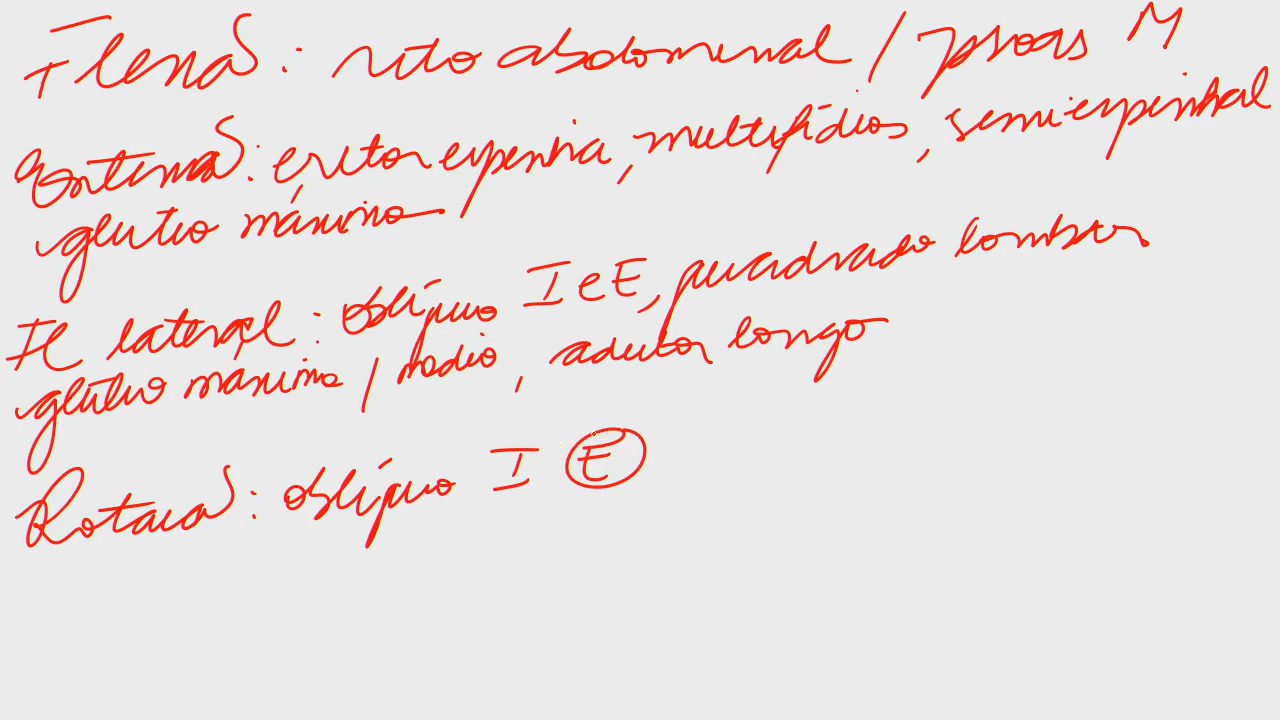 Flexão: reto abdominal / psoas M
Extensão: eretor espinha, multifídios, semiespinhal
glúteo máximo
Fl lateral: oblíquo I e E, quadrado lombar
glúteo máximo / médio, adutor longo
Rotação: oblíquo I E